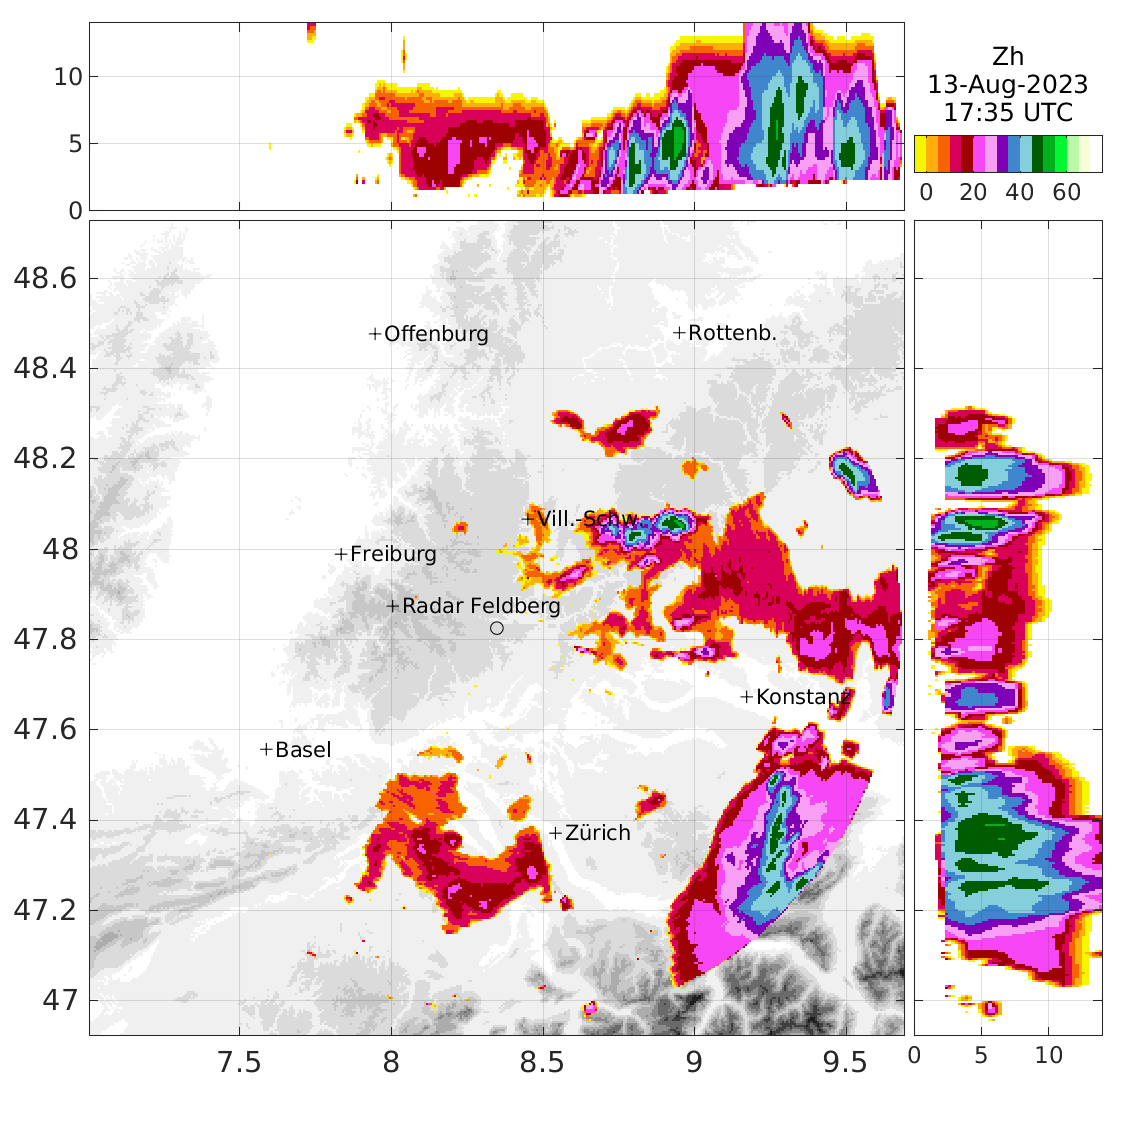 10
5
0
Zh
13-Aug-2023
17:35 UTC
0 20 40 60
48.6
48.4
48.2
48
47.8
47.6
47.4
47.2
47
+Offenburg
+Rottenb.
+Vill.-Schw.
+Freiburg
+Radar Feldberg
+Konstanz
+Basel
+Zürich
7.5 8 8.5 9 9.5
0 5 10